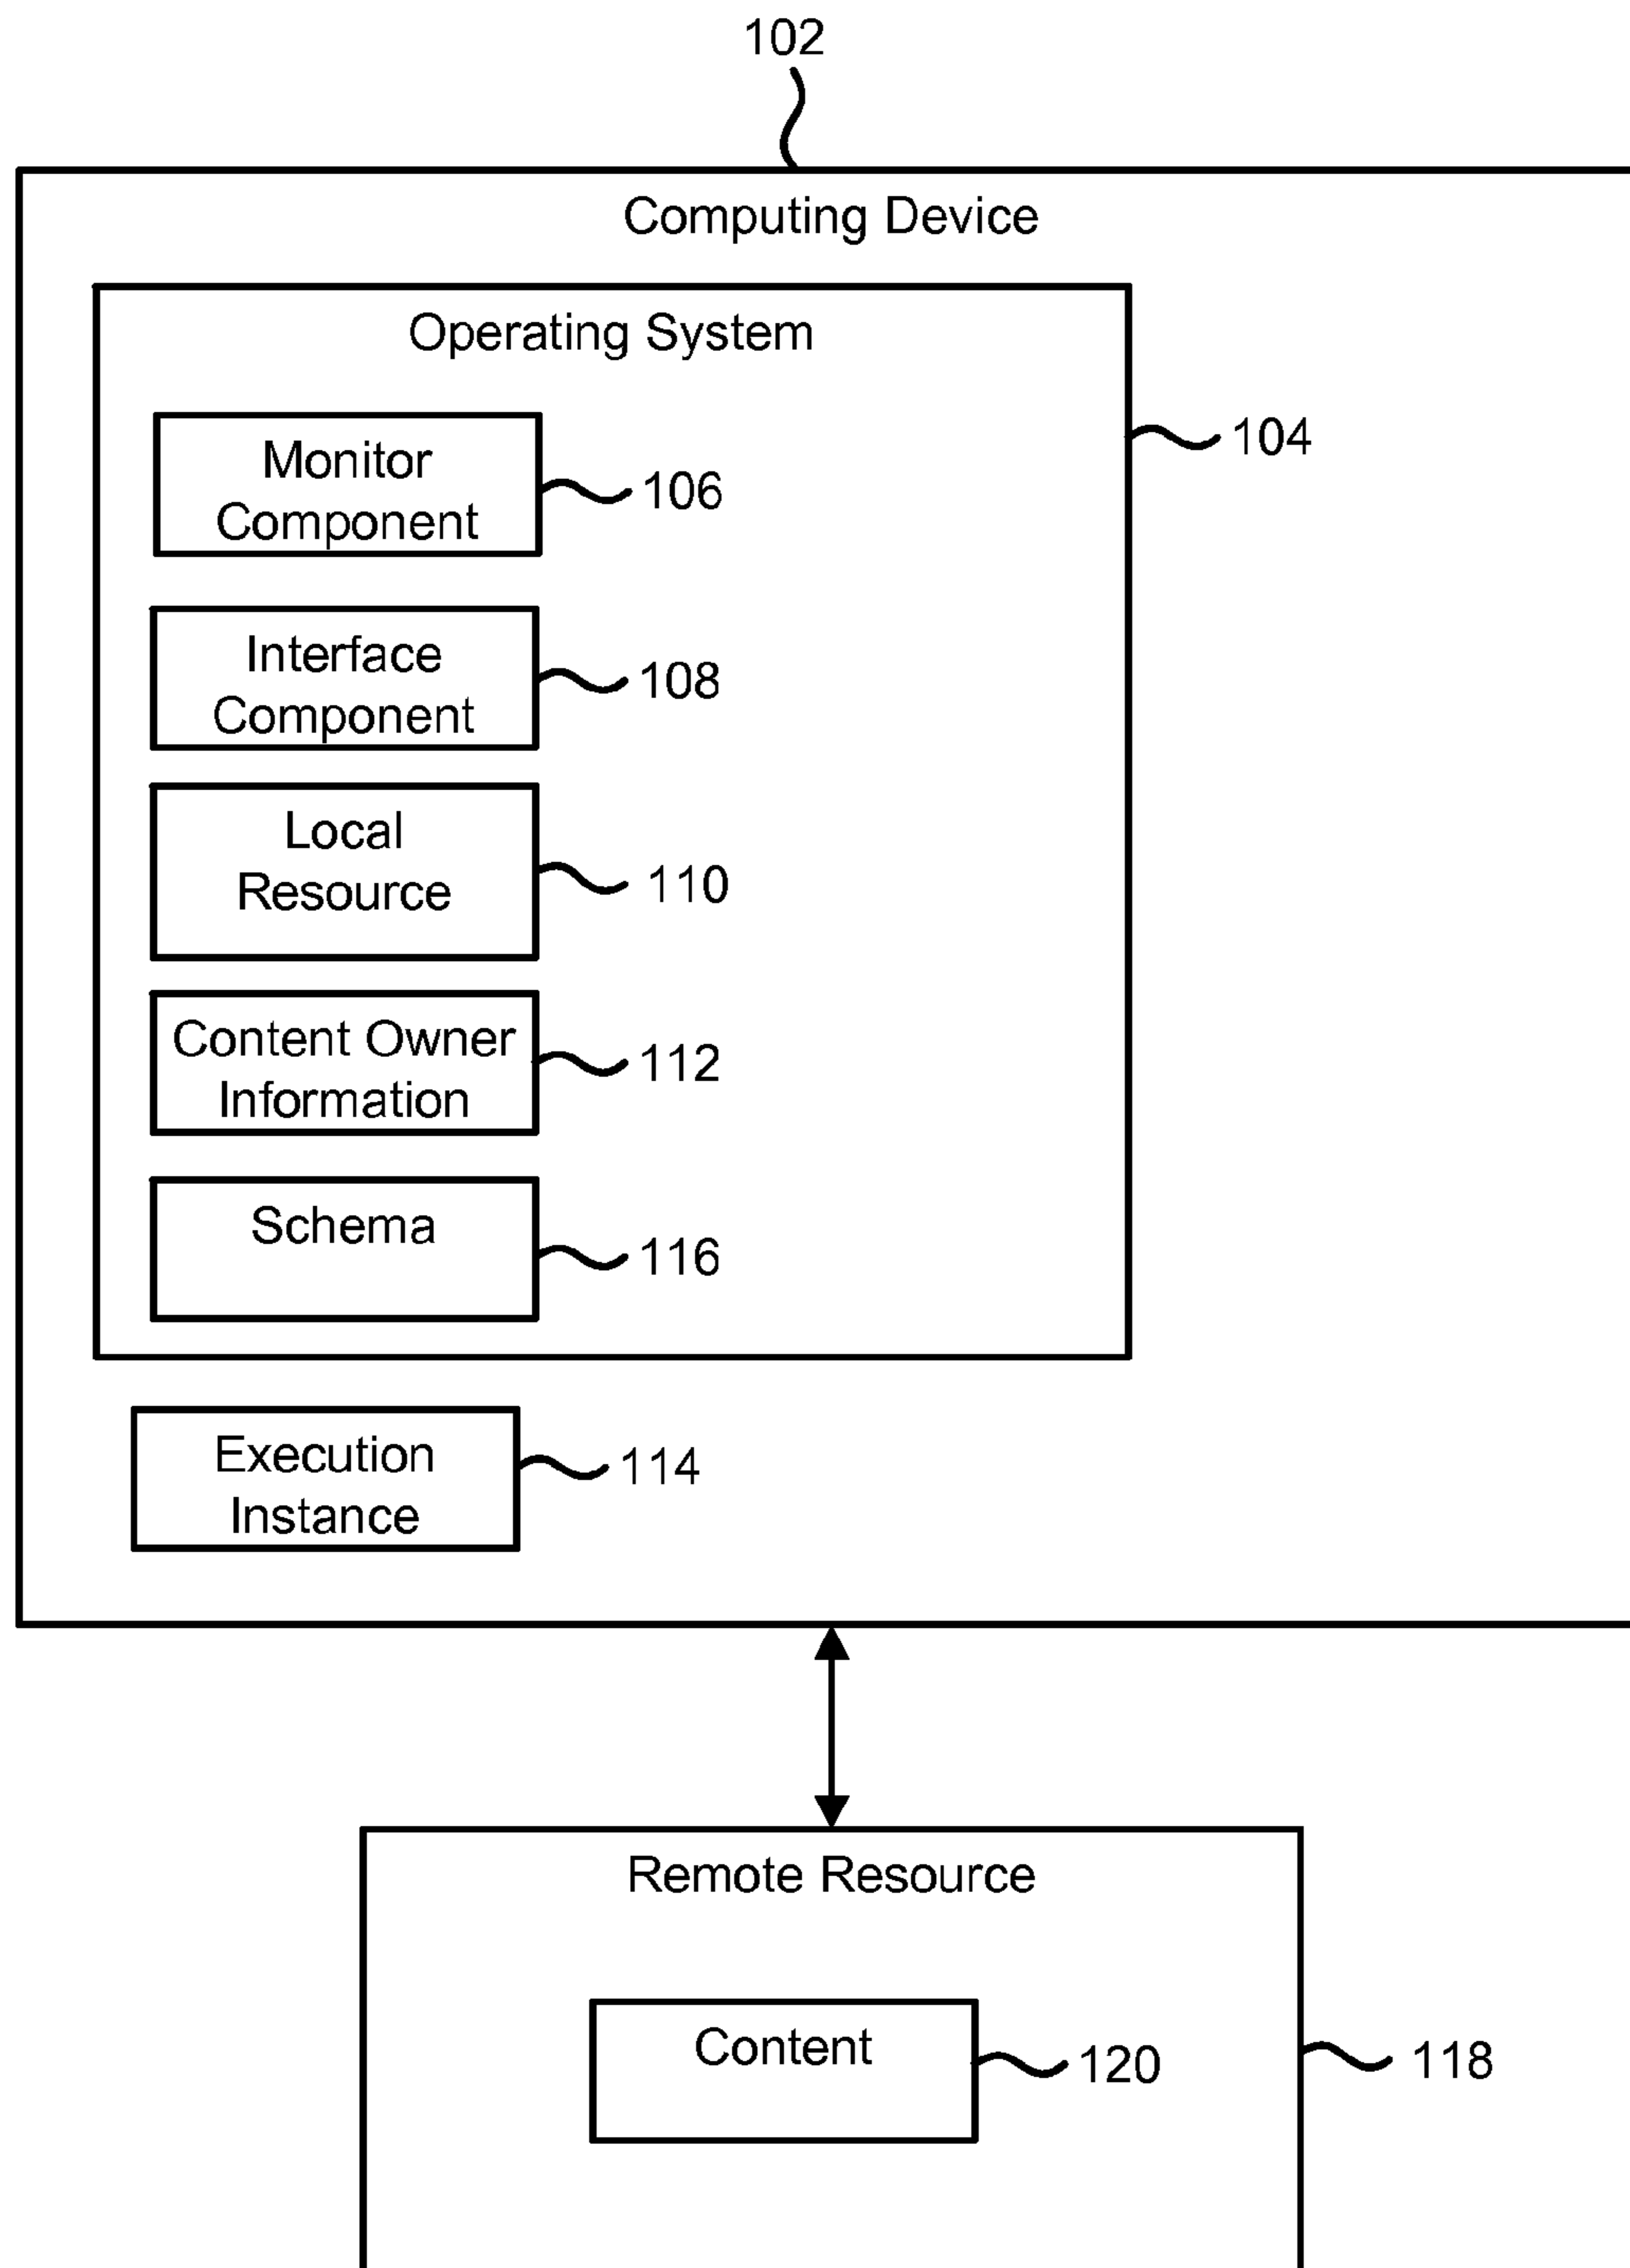 102
Computing Device
Operating System
104
Monitor
Component
106
Interface
Component
108
Local
Resource
110
Content Owner
Information
112
Schema
116
Execution
Instance
114
Remote Resource
Content
120
118